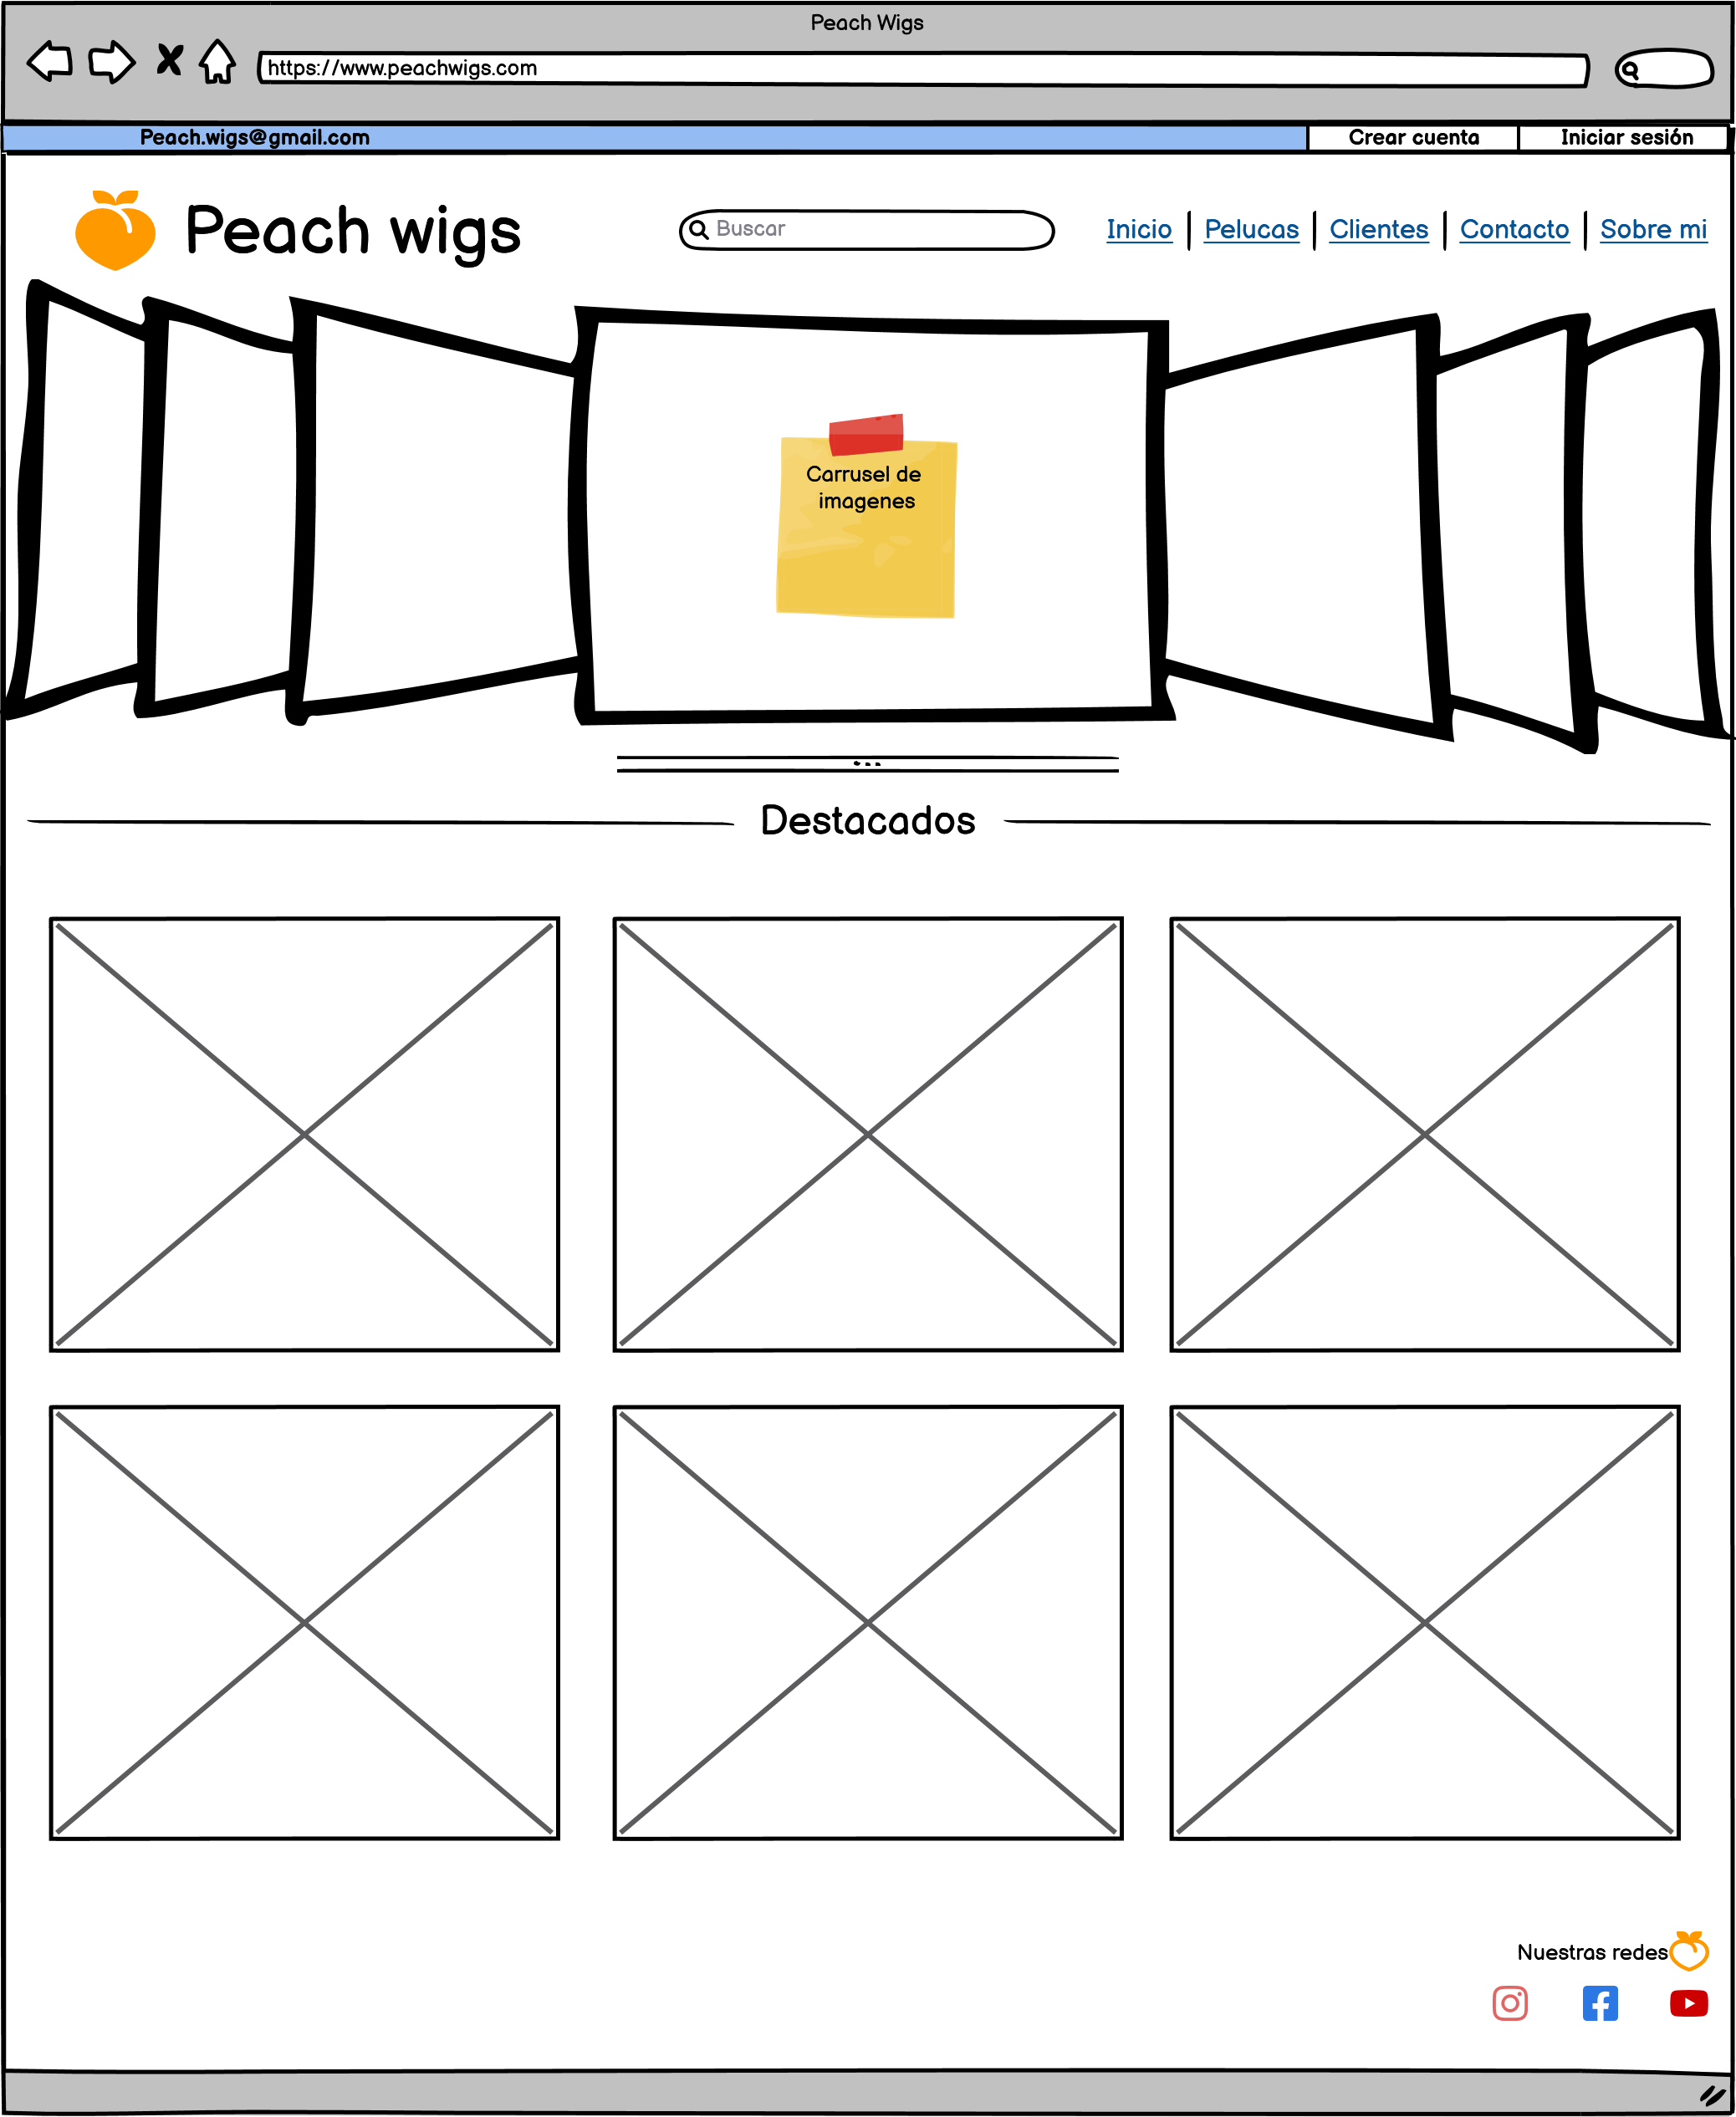 Peach Wigs
https://www.peachwigs.com
Peach.wigs@gmail.com
Crear cuenta
Iniciar sesión
Peach wigs
Buscar
Inicio
Pelucas
Clientes
Contacto
Sobre mi
Carrusel de
imagenes
Destacados
Nuestras redes